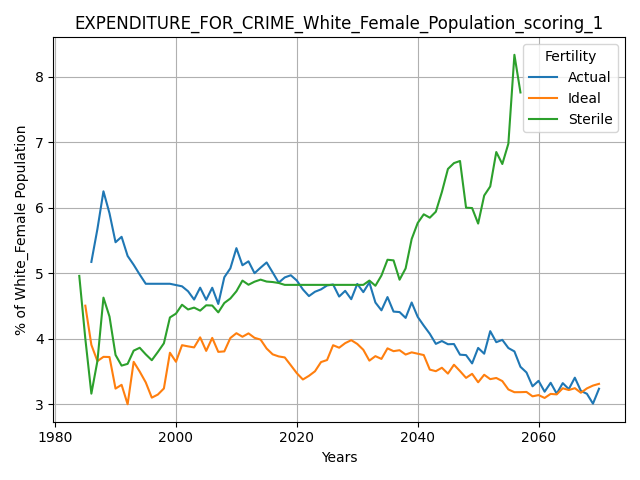 EXPENDITURE_FOR_CRIME_White_Female_Population_scoring_1
Fertility
Actual
Ideal
Sterile
% of White_Female Population
8
7
6
5
4
3
1980
2000
2020
2040
2060
Years